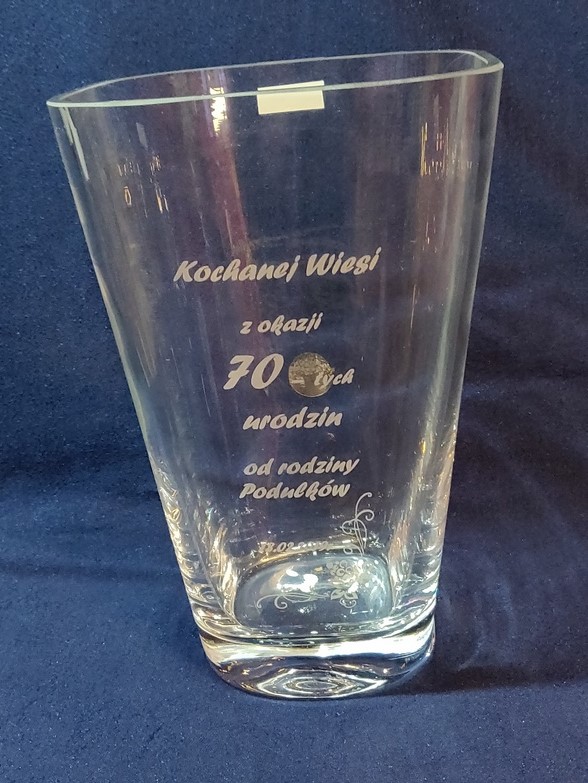 Kochanej Wiesi
z okazji
70 - tych
urodzin
od rodziny
Podulków